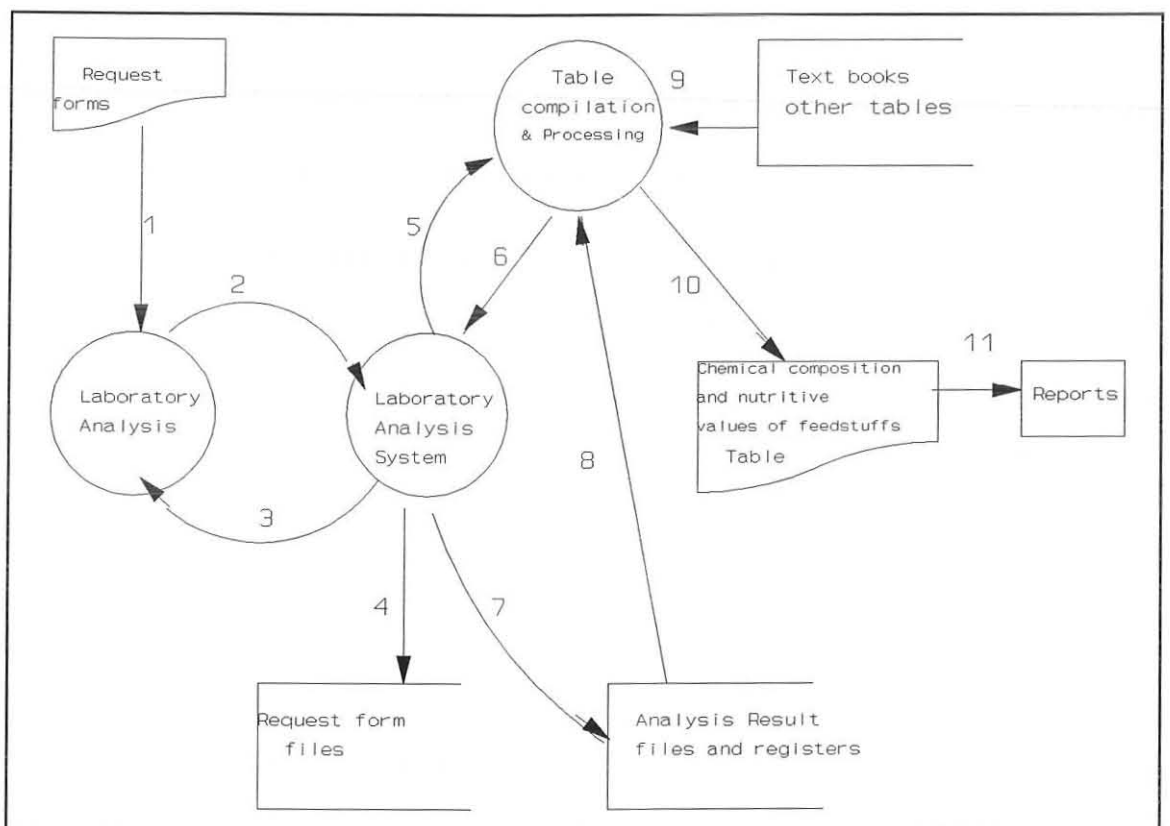 Request
forms
Table
compilation
& Processing
9
Text books
other tables
1
5
6
10
2
11
Laboratory
Analysis
Laboratory
Analysis
System
Chemical composition
and nutritive
values of feedstuffs
Table
Reports
8
3
4
7
Request form
files
Analysis Result
files and registers